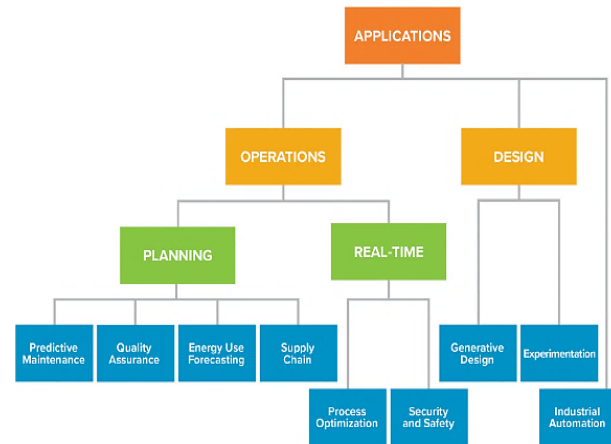 APPLICATIONS
OPERATIONS
DESIGN
PLANNING
REAL-TIME
Predictive
Maintenance
Quality
Assurance
Energy Use
Forecasting
Supply
Chain
Generative
Design
Experimentation
Process
Optimization
Security
and Safety
Industrial
Automation